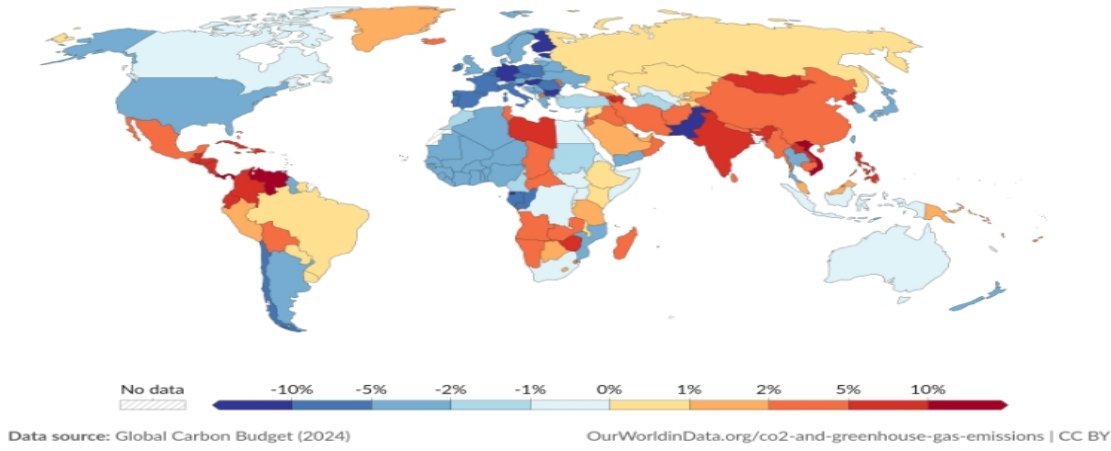 No data -10% -5% -2% -1% 0% 1% 2% 5% 10%
Data source: Global Carbon Budget (2024) OurWorldinData.org/co2-and-greenhouse-gas-emissions | CC BY